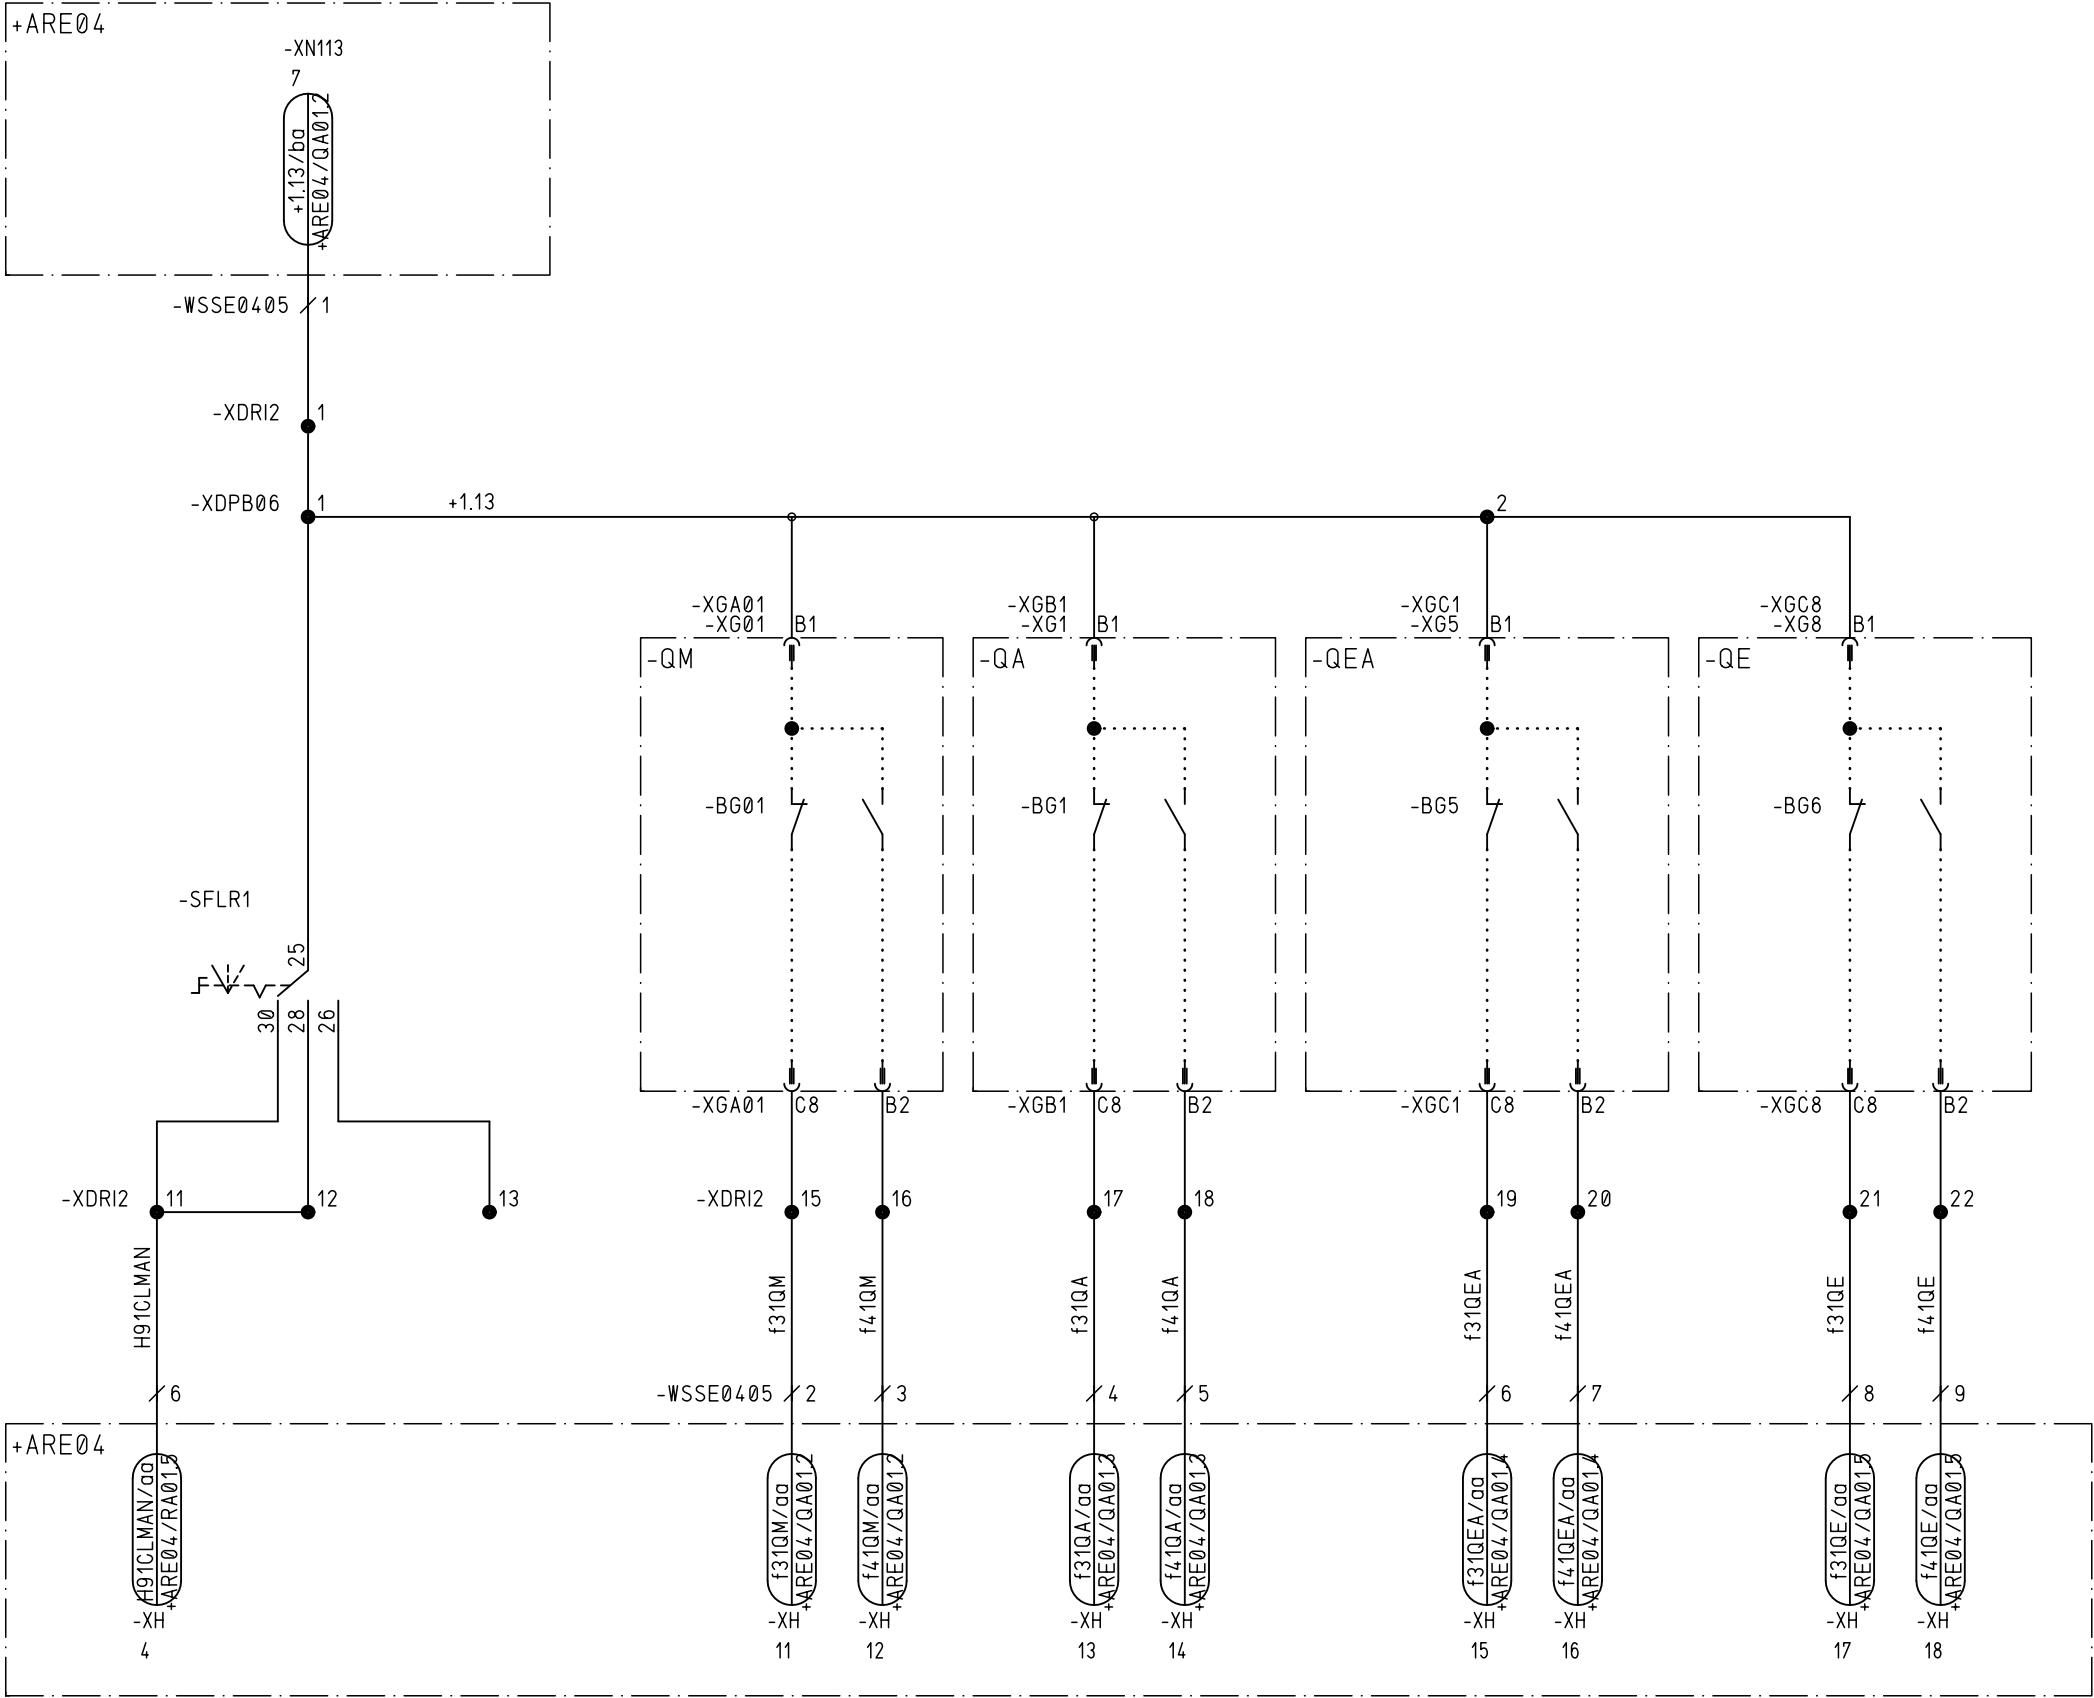 +ARE04
-XN113
7
+1.13/ba
+ARE04/QA01.2
-WSSE0405 1
-XDRI2 1
-XDPB06 1 +1.13 2
-XGA01 -XGB1 -XGC1 -XGC8
-XG01 B1 -XG1 B1 -XG5 B1 -XG8 B1
-QM -QA -QEA -QE
-BG01 -BG1 -BG5 -BG6
-SFLR1
25
30 28 26
-XGA01 C8 B2 -XGB1 C8 B2 -XGC1 C8 B2 -XGC8 C8 B2
-XDRI2 11 12 13 -XDRI2 15 16 17 18 19 20 21 22
H91CLMAN f31QM f41QM f31QA f41QA f31QEA f41QEA f31QE f41QE
6 -WSSE0405 2 3 4 5 6 7 8 9
+ARE04
H91CLMAN/aa
+ARE04/RA01.5
f31QM/aa
+ARE04/QA01.2
f41QM/aa
+ARE04/QA01.2
f31QA/aa
+ARE04/QA01.3
f41QA/aa
+ARE04/QA01.3
f31QEA/aa
+ARE04/QA01.4
f41QEA/aa
+ARE04/QA01.4
f31QE/aa
+ARE04/QA01.5
f41QE/aa
+ARE04/QA01.5
-XH -XH -XH -XH -XH -XH -XH -XH -XH
4 11 12 13 14 15 16 17 18